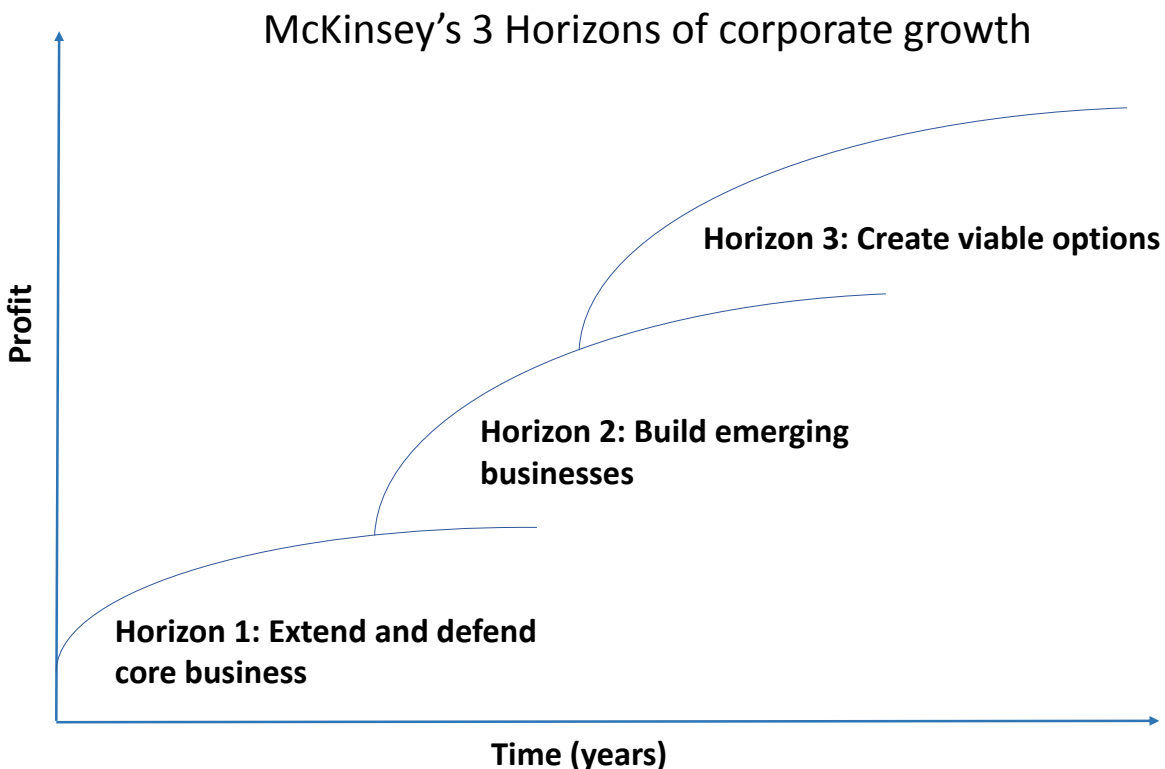 McKinsey’s 3 Horizons of corporate growth
Horizon 3: Create viable options
Profit
Horizon 2: Build emerging
businesses
Horizon 1: Extend and defend
core business
Time (years)